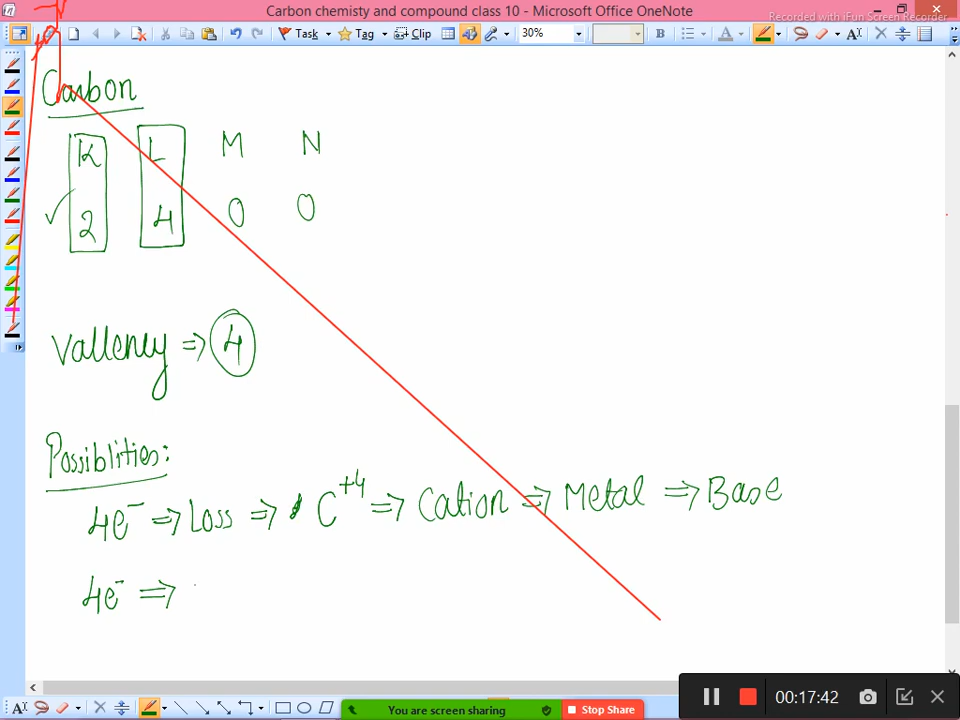 Carbon chemisty and compound class 10 - Microsoft Office OneNote
Recorded with iFun Screen Recorder
Task Tag Clip 30% B A
Carbon
K L M N
2 4 0 0
vallency ⇒ 4
Possiblities:
4e⁻ ⇒ Loss ⇒ C⁺⁴ ⇒ Cation ⇒ Metal ⇒ Base
4e⁻ ⇒
You are screen sharing Stop Share
00:17:42